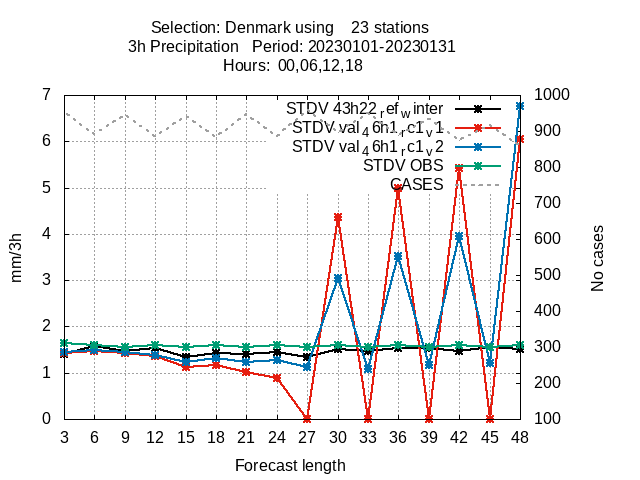 Selection: Denmark using    23 stations
3h Precipitation   Period: 20230101-20230131
Hours:  00,06,12,18
STDV 43h22ref_winter
STDV val46h1rc1v1
STDV val46h1rc1v2
STDV OBS
CASES
7
6
5
4
3
2
1
0
1000
900
800
700
600
500
400
300
200
100
mm/3h
No cases
3 6 9 12 15 18 21 24 27 30 33 36 39 42 45 48
Forecast length